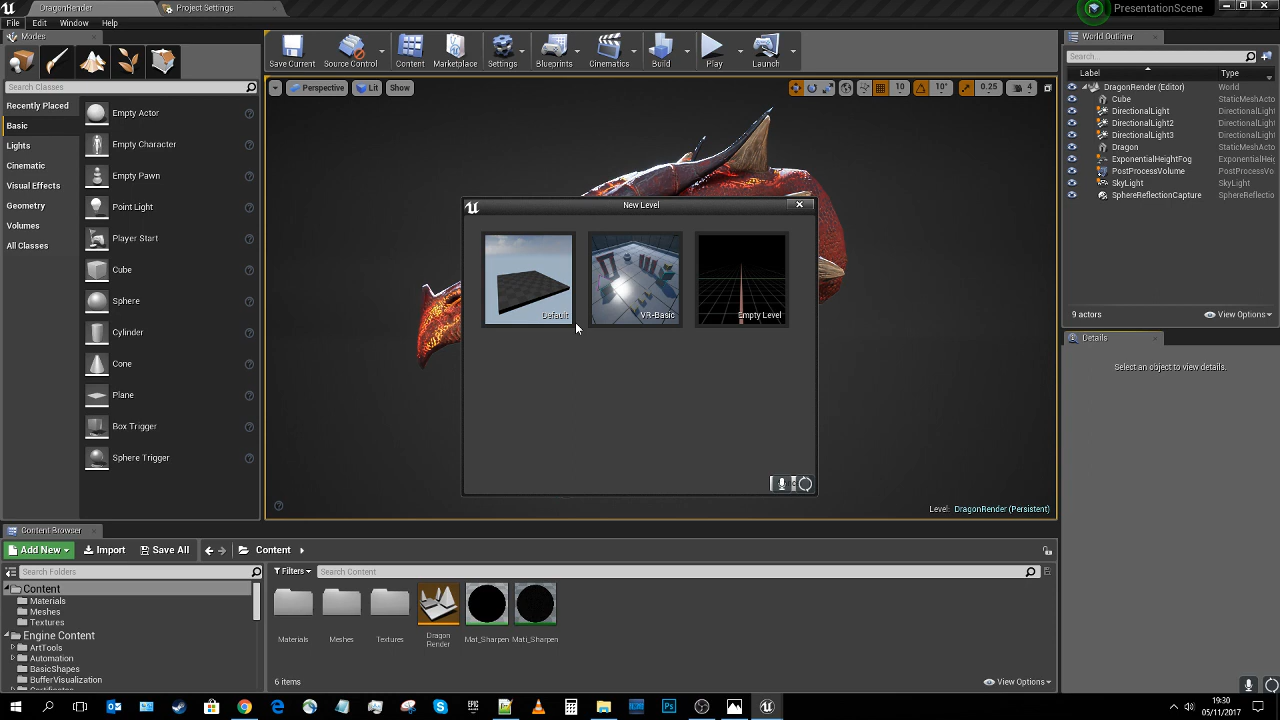 DragonRender
Project Settings
PresentationScene
File Edit Window Help
Modes
Search Classes
Recently Placed
Basic
Lights
Cinematic
Visual Effects
Geometry
Volumes
All Classes
Empty Actor
Empty Character
Empty Pawn
Point Light
Player Start
Cube
Sphere
Cylinder
Cone
Plane
Box Trigger
Sphere Trigger
Save Current
Source Control
Content
Marketplace
Settings
Blueprints
Cinematics
Build
Play
Launch
Perspective Lit Show
10 10° 0.25 4
New Level
Default
VR-Basic
Empty Level
Level: DragonRender (Persistent)
World Outliner
Search...
Label Type
DragonRender (Editor) World
Cube StaticMeshActo
DirectionalLight DirectionalLight
DirectionalLight2 DirectionalLight
DirectionalLight3 DirectionalLight
Dragon StaticMeshActo
ExponentialHeightFog ExponentialHei
PostProcessVolume PostProcessVol
SkyLight SkyLight
SphereReflectionCapture SphereReflectio
9 actors View Options
Details
Select an object to view details.
Content Browser
Add New Import Save All Content
Search Folders
Content
Materials
Meshes
Textures
Engine Content
ArtTools
Automation
BasicShapes
BufferVisualization
Certificates
Filters Search Content
Materials
Meshes
Textures
Dragon
Render
Mat_Sharpen
Mati_Sharpen
6 items View Options
19:30
05/11/2017